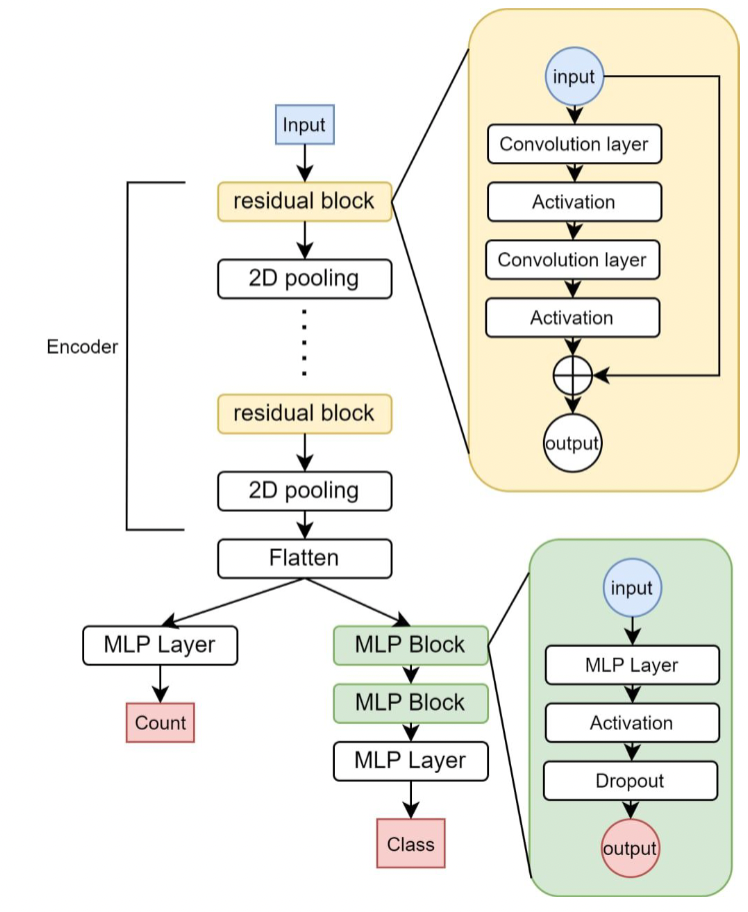 Input
residual block
2D pooling
residual block
2D pooling
Encoder
Flatten
MLP Layer
Count
MLP Block
MLP Block
MLP Layer
Class
input
Convolution layer
Activation
Convolution layer
Activation
output
input
MLP Layer
Activation
Dropout
output